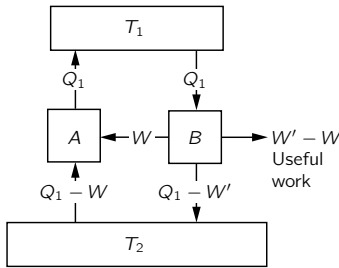 T₁
Q₁
Q₁
A
W
B
W′ − W
Useful
work
Q₁ − W
Q₁ − W′
T₂